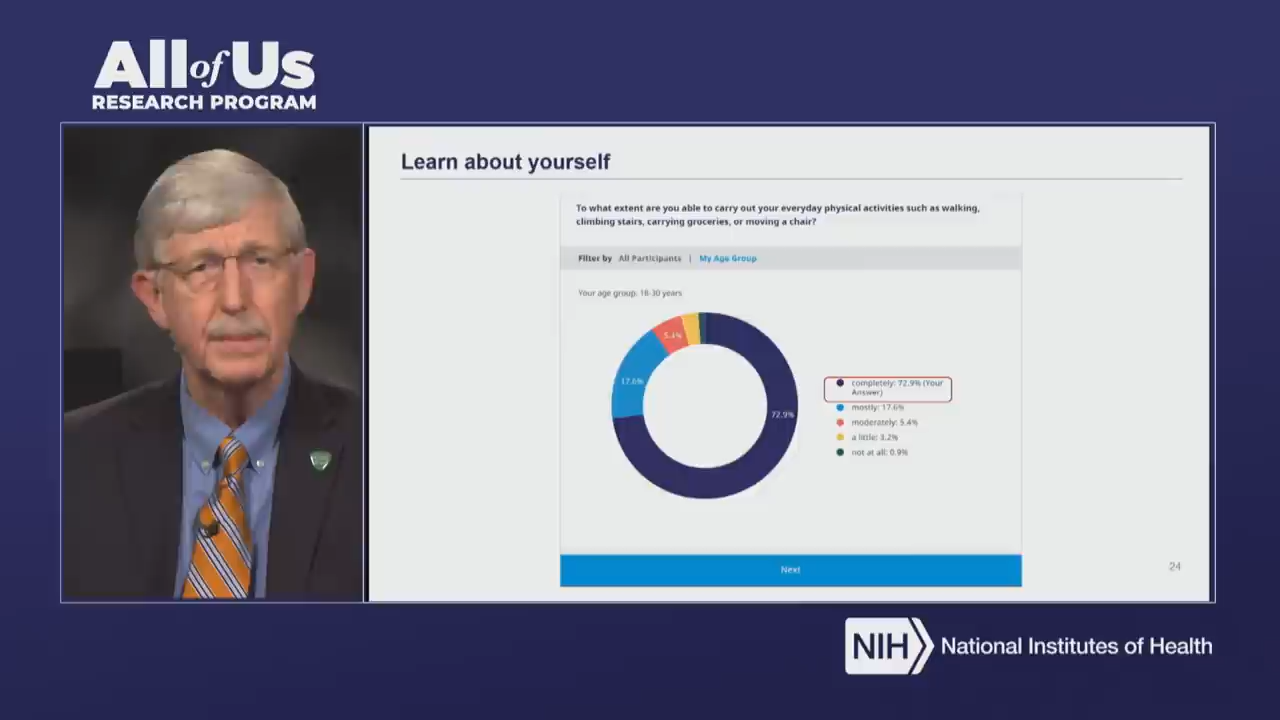 All of Us
RESEARCH PROGRAM
Learn about yourself
To what extent are you able to carry out your everyday physical activities such as walking,
climbing stairs, carrying groceries, or moving a chair?
Filter by All Participants | My Age Group
Your age group: 18-30 years
5.4%
17.6%
72.9%
completely: 72.9% (Your
Answer)
mostly: 17.6%
moderately: 5.4%
a little: 3.2%
not at all: 0.9%
Next
24
NIH National Institutes of Health